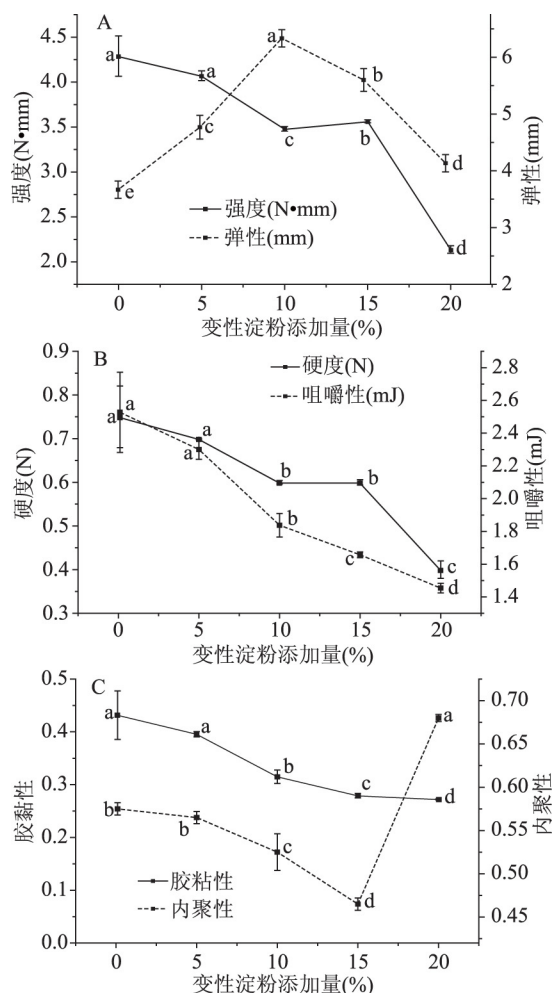 A
4.5
4.0
3.5
3.0
2.5
2.0
强度(N•mm)
6
5
4
3
2
弹性(mm)
a
a
c
b
d
e
c
a
b
d
强度(N•mm)
弹性(mm)
0
5
10
15
20
变性淀粉添加量(%)
B
0.9
0.8
0.7
0.6
0.5
0.4
0.3
硬度(N)
2.8
2.6
2.4
2.2
2.0
1.8
1.6
1.4
咀嚼性(mJ)
硬度(N)
咀嚼性(mJ)
a
a
a
a
b
b
b
c
c
d
0
5
10
15
20
变性淀粉添加量(%)
C
0.5
0.4
0.3
0.2
0.1
0.0
胶黏性
0.70
0.65
0.60
0.55
0.50
0.45
内聚性
a
a
b
c
d
b
b
c
d
a
胶粘性
内聚性
0
5
10
15
20
变性淀粉添加量(%)